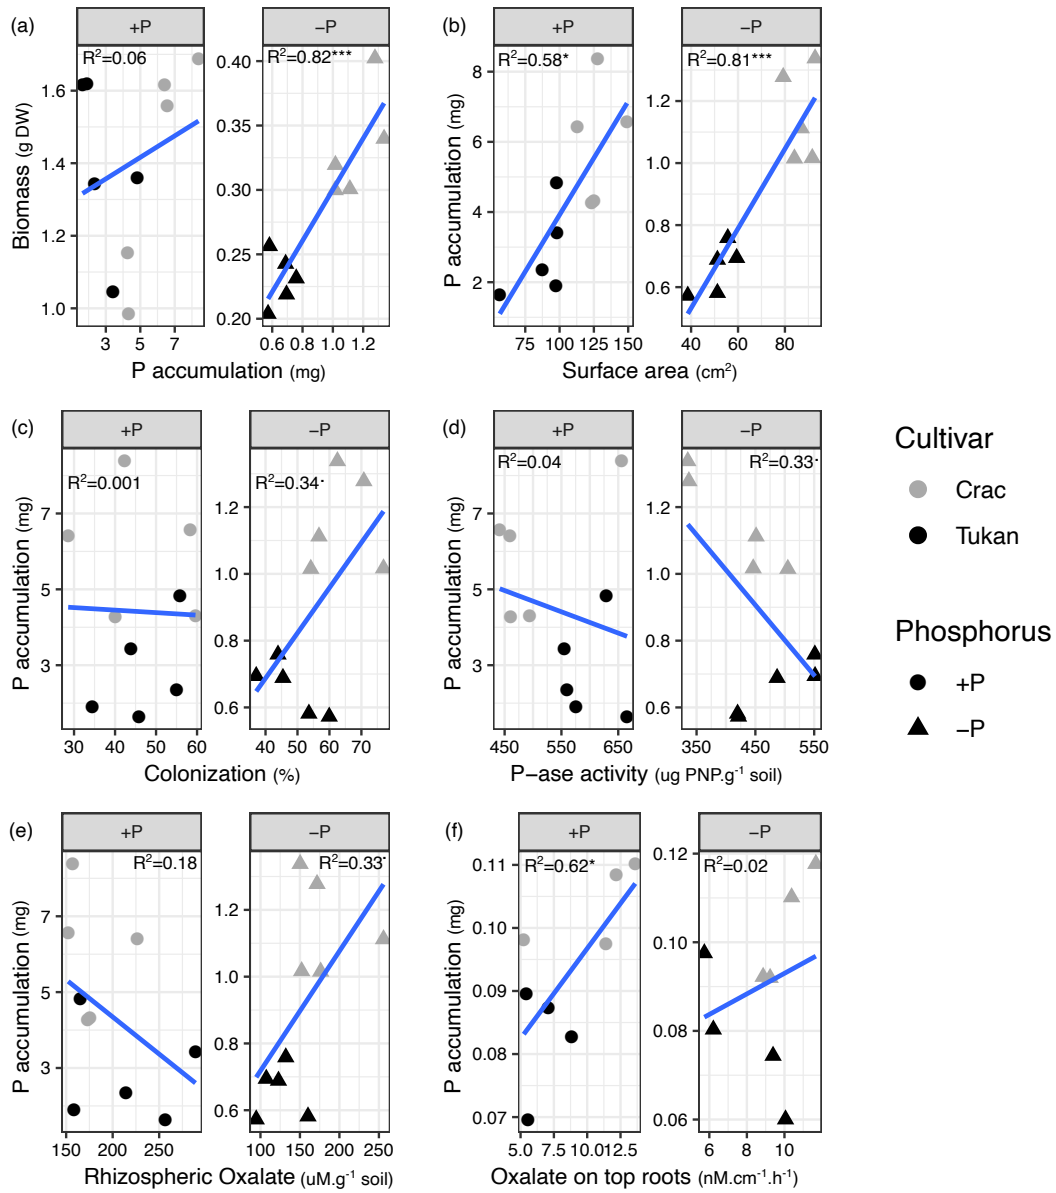 (a)
+P
−P
R²=0.06
R²=0.82***
Biomass (g DW)
1.6
1.4
1.2
1.0
0.40
0.35
0.30
0.25
0.20
3
5
7
0.6
0.8
1.0
1.2
P accumulation (mg)
(b)
+P
−P
R²=0.58*
R²=0.81***
P accumulation (mg)
8
6
4
2
1.2
1.0
0.8
0.6
75
100
125
150
40
60
80
Surface area (cm²)
(c)
+P
−P
R²=0.001
R²=0.34·
P accumulation (mg)
7
5
3
1.2
1.0
0.8
0.6
30
40
50
60
40
50
60
70
Colonization (%)
(d)
+P
−P
R²=0.04
R²=0.33·
P accumulation (mg)
7
5
3
1.2
1.0
0.8
0.6
450
550
650
350
450
550
P−ase activity (ug PNP.g⁻¹ soil)
Cultivar
Crac
Tukan
Phosphorus
+P
−P
(e)
+P
−P
R²=0.18
R²=0.33·
P accumulation (mg)
7
5
3
1.2
1.0
0.8
0.6
150
200
250
100
150
200
250
Rhizospheric Oxalate (uM.g⁻¹ soil)
(f)
+P
−P
R²=0.62*
R²=0.02
P accumulation (mg)
0.11
0.10
0.09
0.08
0.07
0.12
0.10
0.08
0.06
5.0
7.5
10.0
12.5
6
8
10
Oxalate on top roots (nM.cm⁻¹.h⁻¹)